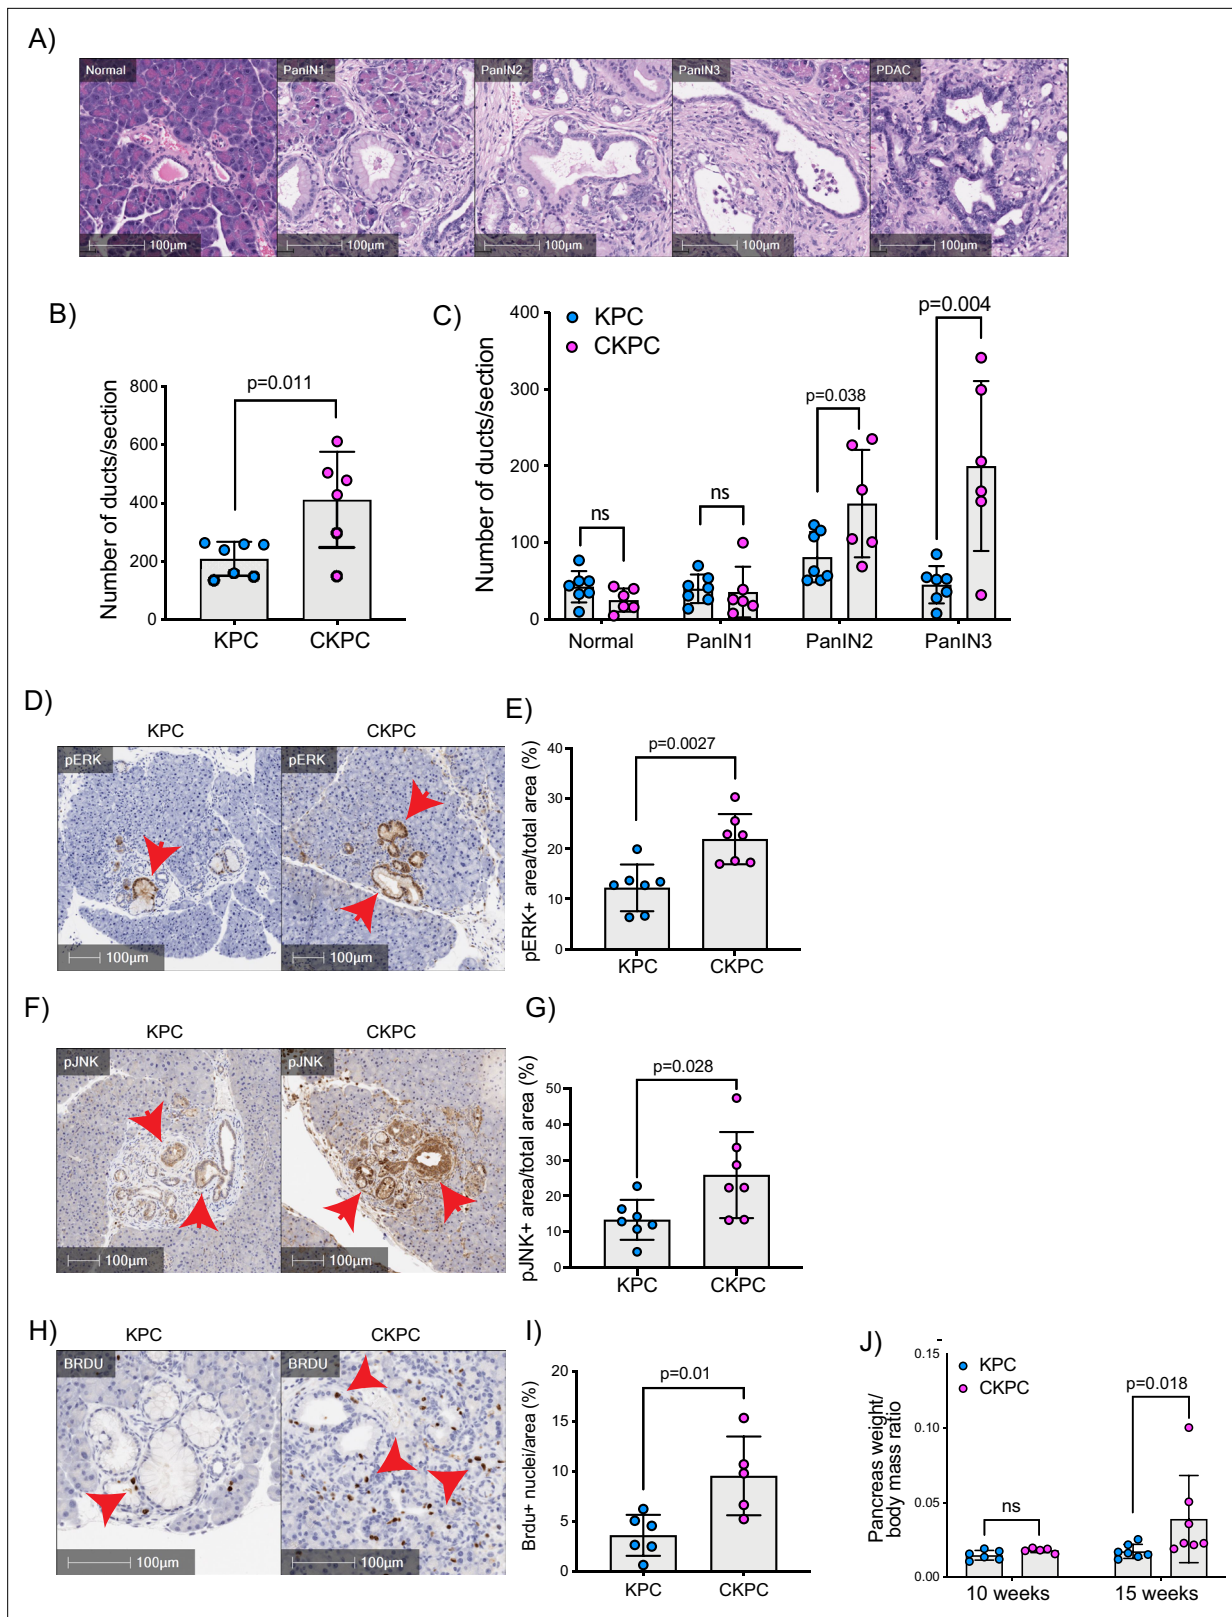 A)
Normal PanIN1 PanIN2 PanIN3 PDAC
100µm 100µm 100µm 100µm 100µm
B)
Number of ducts/section
800
600
400
200
0
p=0.011
KPC CKPC
C)
Number of ducts/section
400
300
200
100
0
KPC
CKPC
ns
ns
p=0.038
p=0.004
Normal PanIN1 PanIN2 PanIN3
D)
KPC CKPC
pERK pERK
100µm 100µm
E)
pERK+ area/total area (%)
40
30
20
10
0
p=0.0027
KPC CKPC
F)
KPC CKPC
pJNK pJNK
100µm 100µm
G)
pJNK+ area/total area (%)
50
40
30
20
10
0
p=0.028
KPC CKPC
H)
KPC CKPC
BRDU BRDU
100µm 100µm
I)
Brdu+ nuclei/area (%)
20
15
10
5
0
p=0.01
KPC CKPC
J)
Pancreas weight/
body mass ratio
0.15
0.10
0.05
0.00
KPC
CKPC
ns
p=0.018
10 weeks 15 weeks